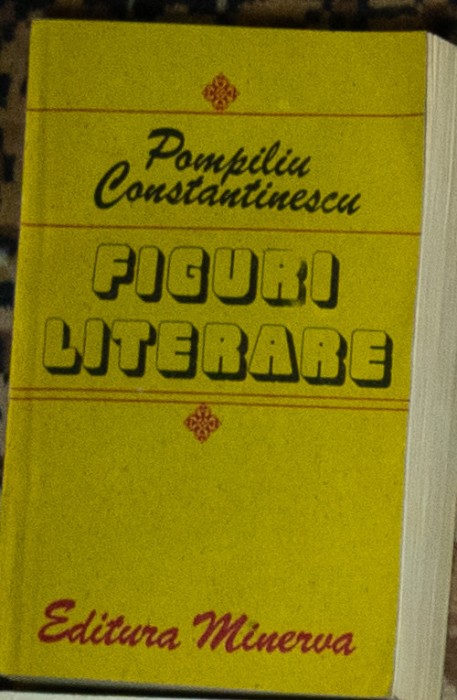 Pompiliu
Constantinescu
FIGURI
LITERARE
Editura Minerva